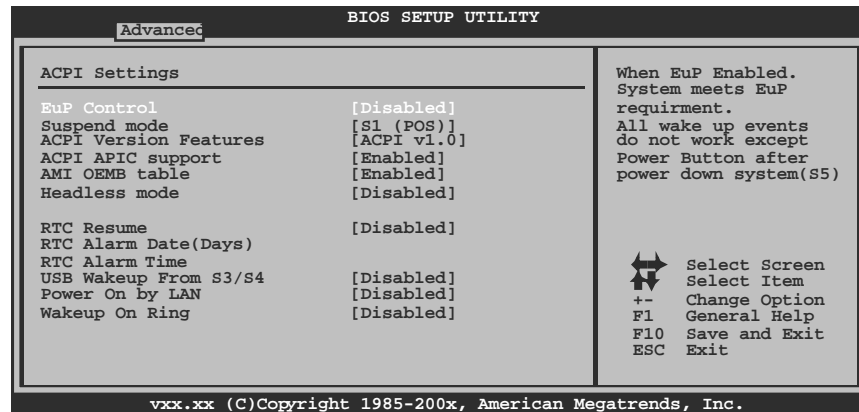 BIOS SETUP UTILITY
Advanced
ACPI Settings
EuP Control [Disabled]
Suspend mode [S1 (POS)]
ACPI Version Features [ACPI v1.0]
ACPI APIC support [Enabled]
AMI OEMB table [Enabled]
Headless mode [Disabled]
RTC Resume [Disabled]
RTC Alarm Date(Days)
RTC Alarm Time
USB Wakeup From S3/S4 [Disabled]
Power On by LAN [Disabled]
Wakeup On Ring [Disabled]
When EuP Enabled.
System meets EuP
requirment.
All wake up events
do not work except
Power Button after
power down system(S5)
Select Screen
Select Item
+- Change Option
F1 General Help
F10 Save and Exit
ESC Exit
vxx.xx (C)Copyright 1985-200x, American Megatrends, Inc.